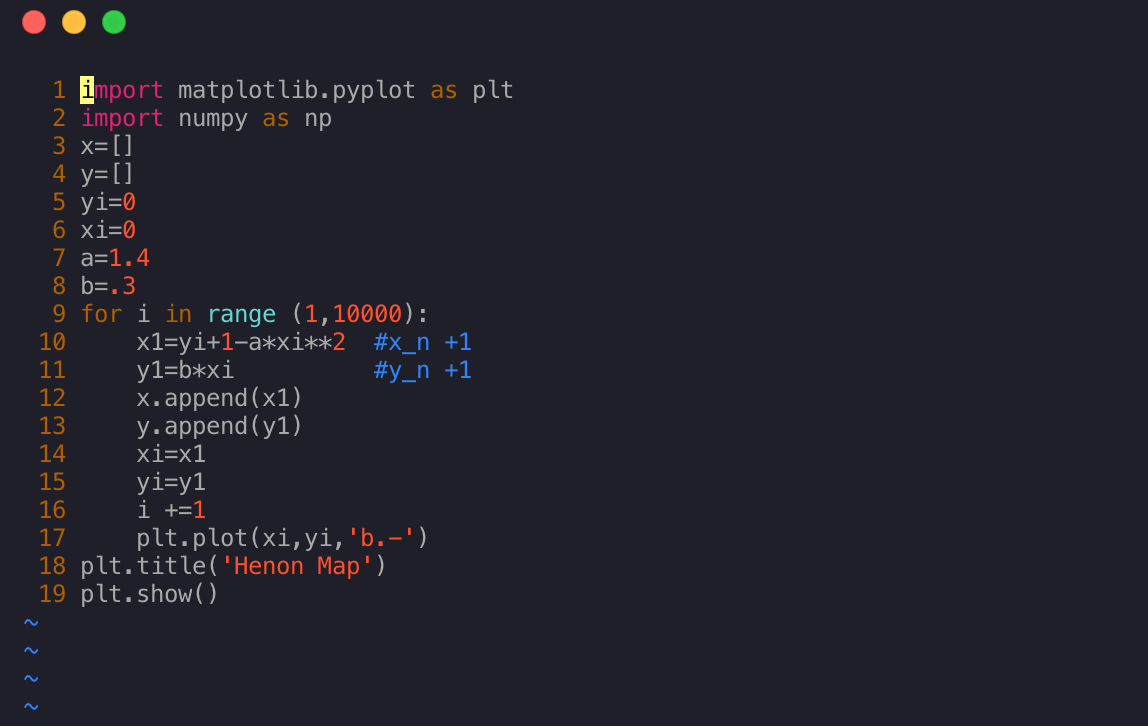 1 import matplotlib.pyplot as plt
2 import numpy as np
3 x=[]
4 y=[]
5 yi=0
6 xi=0
7 a=1.4
8 b=.3
9 for i in range (1,10000):
10     x1=yi+1-a*xi**2  #x_n +1
11     y1=b*xi          #y_n +1
12     x.append(x1)
13     y.append(y1)
14     xi=x1
15     yi=y1
16     i +=1
17     plt.plot(xi,yi,'b.-')
18 plt.title('Henon Map')
19 plt.show()
~
~
~
~